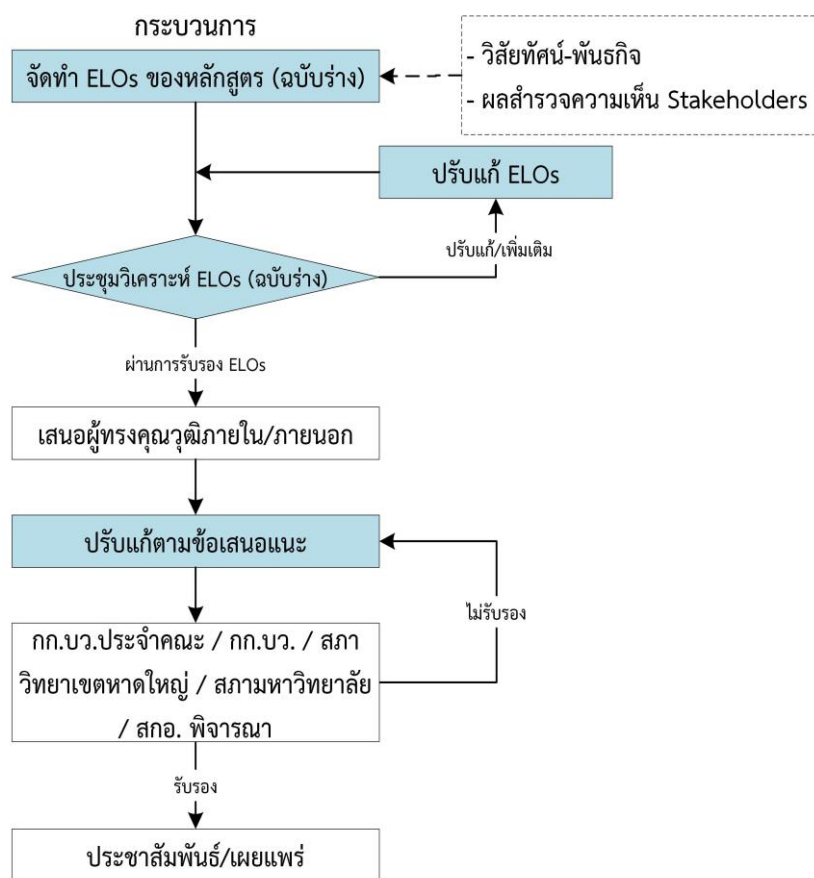 กระบวนการ
จัดทำ ELOs ของหลักสูตร (ฉบับร่าง)
- วิสัยทัศน์-พันธกิจ
- ผลสำรวจความเห็น Stakeholders
ปรับแก้ ELOs
ปรับแก้/เพิ่มเติม
ประชุมวิเคราะห์ ELOs (ฉบับร่าง)
ผ่านการรับรอง ELOs
เสนอผู้ทรงคุณวุฒิภายใน/ภายนอก
ปรับแก้ตามข้อเสนอแนะ
ไม่รับรอง
กก.บว.ประจำคณะ / กก.บว. / สภา
วิทยาเขตหาดใหญ่ / สภามหาวิทยาลัย
/ สกอ. พิจารณา
รับรอง
ประชาสัมพันธ์/เผยแพร่